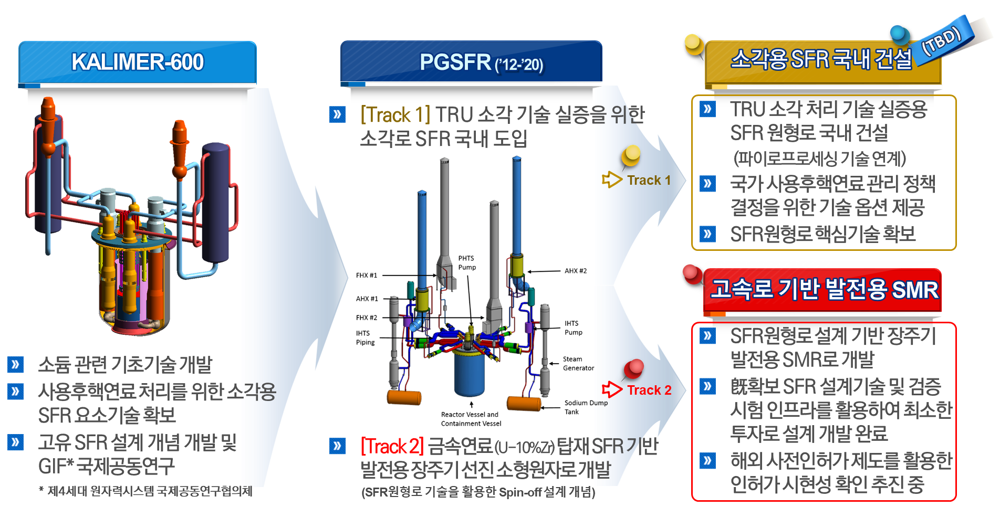 KALIMER-600
소듐 관련 기초기술 개발
사용후핵연료 처리를 위한 소각용
SFR 요소기술 확보
고유 SFR 설계 개념 개발 및
GIF* 국제공동연구
* 제4세대 원자력시스템 국제공동연구협의체
PGSFR ('12-'20)
[Track 1] TRU 소각 기술 실증을 위한
소각로 SFR 국내 도입
PHTS
Pump
FHX #1
AHX #2
AHX #1
FHX #2
IHTS
Piping
IHTS
Pump
Steam
Generator
Sodium Dump
Tank
Reactor Vessel and
Containment Vessel
[Track 2] 금속연료(U-10%Zr) 탑재 SFR 기반
발전용 장주기 선진 소형원자로 개발
(SFR원형로 기술을 활용한 Spin-off 설계 개념)
Track 1
Track 2
소각용 SFR 국내 건설
(TBD)
TRU 소각 처리 기술 실증용
SFR 원형로 국내 건설
(파이로프로세싱 기술 연계)
국가 사용후핵연료 관리 정책
결정을 위한 기술 옵션 제공
SFR원형로 핵심기술 확보
고속로 기반 발전용 SMR
SFR원형로 설계 기반 장주기
발전용 SMR로 개발
旣확보 SFR 설계기술 및 검증
시험 인프라를 활용하여 최소한
투자로 설계 개발 완료
해외 사전인허가 제도를 활용한
인허가 시현성 확인 추진 중